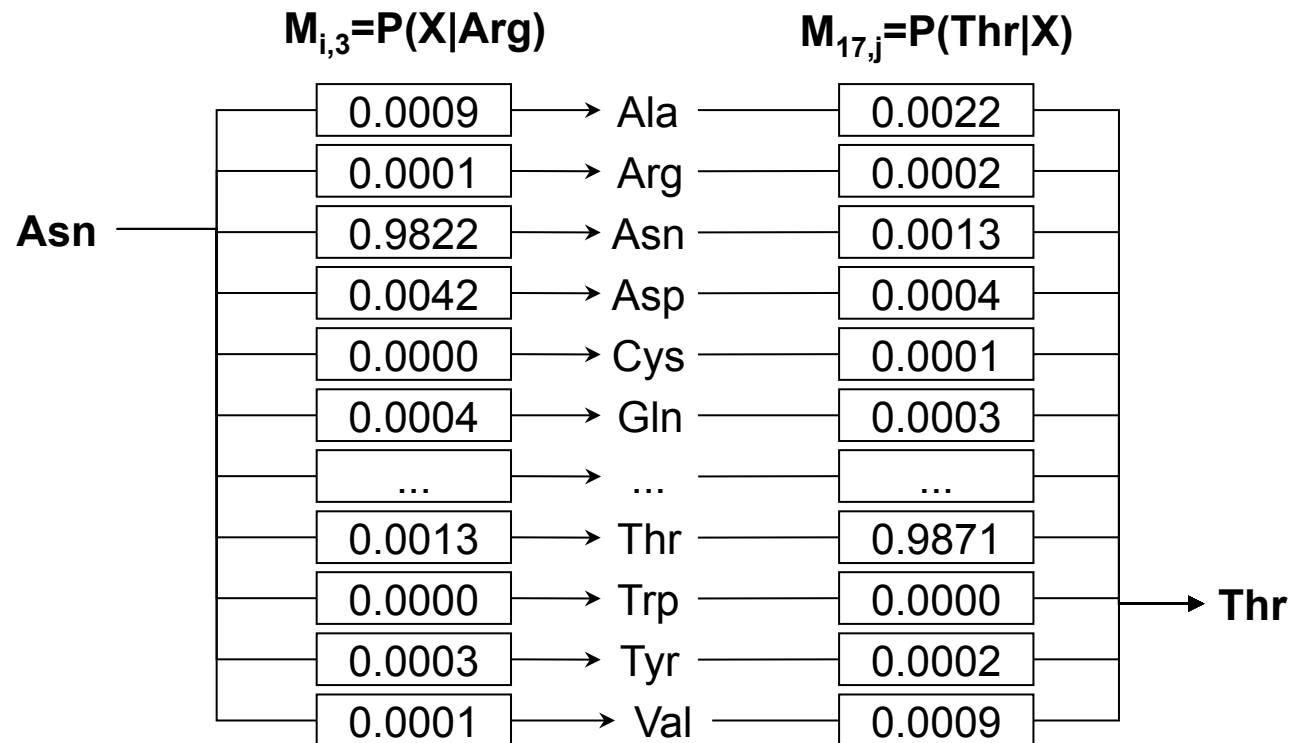 M_{i,3}=P(X|Arg) M_{17,j}=P(Thr|X)
0.0009 Ala 0.0022
0.0001 Arg 0.0002
Asn 0.9822 Asn 0.0013
0.0042 Asp 0.0004
0.0000 Cys 0.0001
0.0004 Gln 0.0003
... ... ...
0.0013 Thr 0.9871
0.0000 Trp 0.0000 Thr
0.0003 Tyr 0.0002
0.0001 Val 0.0009